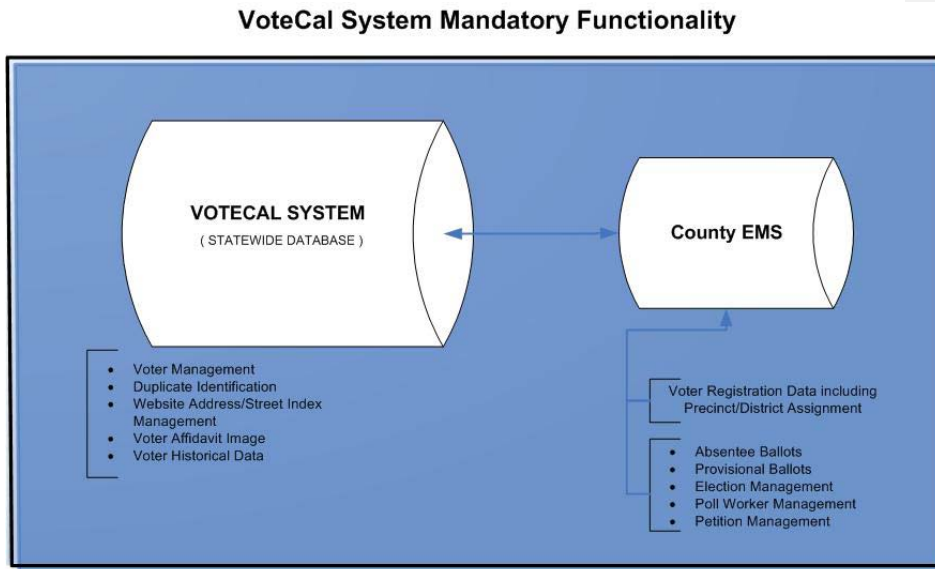 VoteCal System Mandatory Functionality
VOTECAL SYSTEM
( STATEWIDE DATABASE )
County EMS
• Voter Management
• Duplicate Identification
• Website Address/Street Index
Management
• Voter Affidavit Image
• Voter Historical Data
Voter Registration Data including
Precinct/District Assignment
• Absentee Ballots
• Provisional Ballots
• Election Management
• Poll Worker Management
• Petition Management